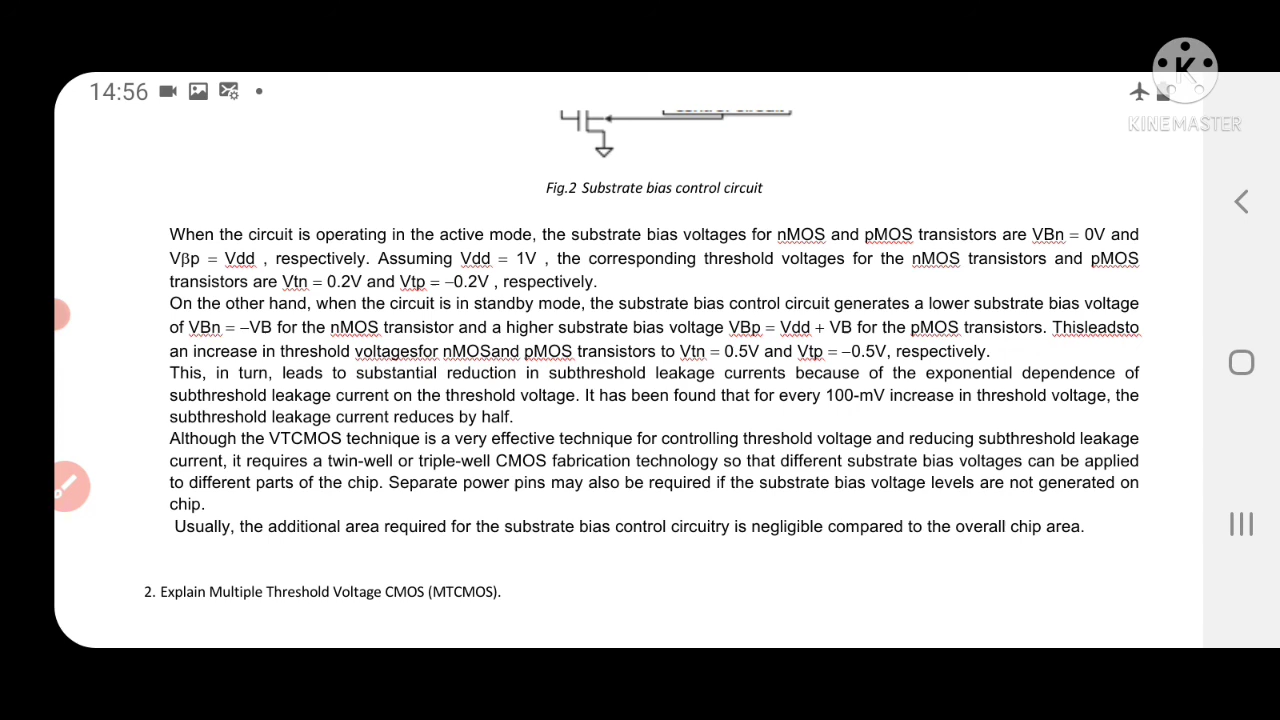 14:56
KINEMASTER
Fig.2 Substrate bias control circuit
When the circuit is operating in the active mode, the substrate bias voltages for nMOS and pMOS transistors are VBn = 0V and
Vβp = Vdd , respectively. Assuming Vdd = 1V , the corresponding threshold voltages for the nMOS transistors and pMOS
transistors are Vtn = 0.2V and Vtp = −0.2V , respectively.
On the other hand, when the circuit is in standby mode, the substrate bias control circuit generates a lower substrate bias voltage
of VBn = −VB for the nMOS transistor and a higher substrate bias voltage VBp = Vdd + VB for the pMOS transistors. Thisleadsto
an increase in threshold voltagesfor nMOSand pMOS transistors to Vtn = 0.5V and Vtp = −0.5V, respectively.
This, in turn, leads to substantial reduction in subthreshold leakage currents because of the exponential dependence of
subthreshold leakage current on the threshold voltage. It has been found that for every 100-mV increase in threshold voltage, the
subthreshold leakage current reduces by half.
Although the VTCMOS technique is a very effective technique for controlling threshold voltage and reducing subthreshold leakage
current, it requires a twin-well or triple-well CMOS fabrication technology so that different substrate bias voltages can be applied
to different parts of the chip. Separate power pins may also be required if the substrate bias voltage levels are not generated on
chip.
Usually, the additional area required for the substrate bias control circuitry is negligible compared to the overall chip area.
2. Explain Multiple Threshold Voltage CMOS (MTCMOS).